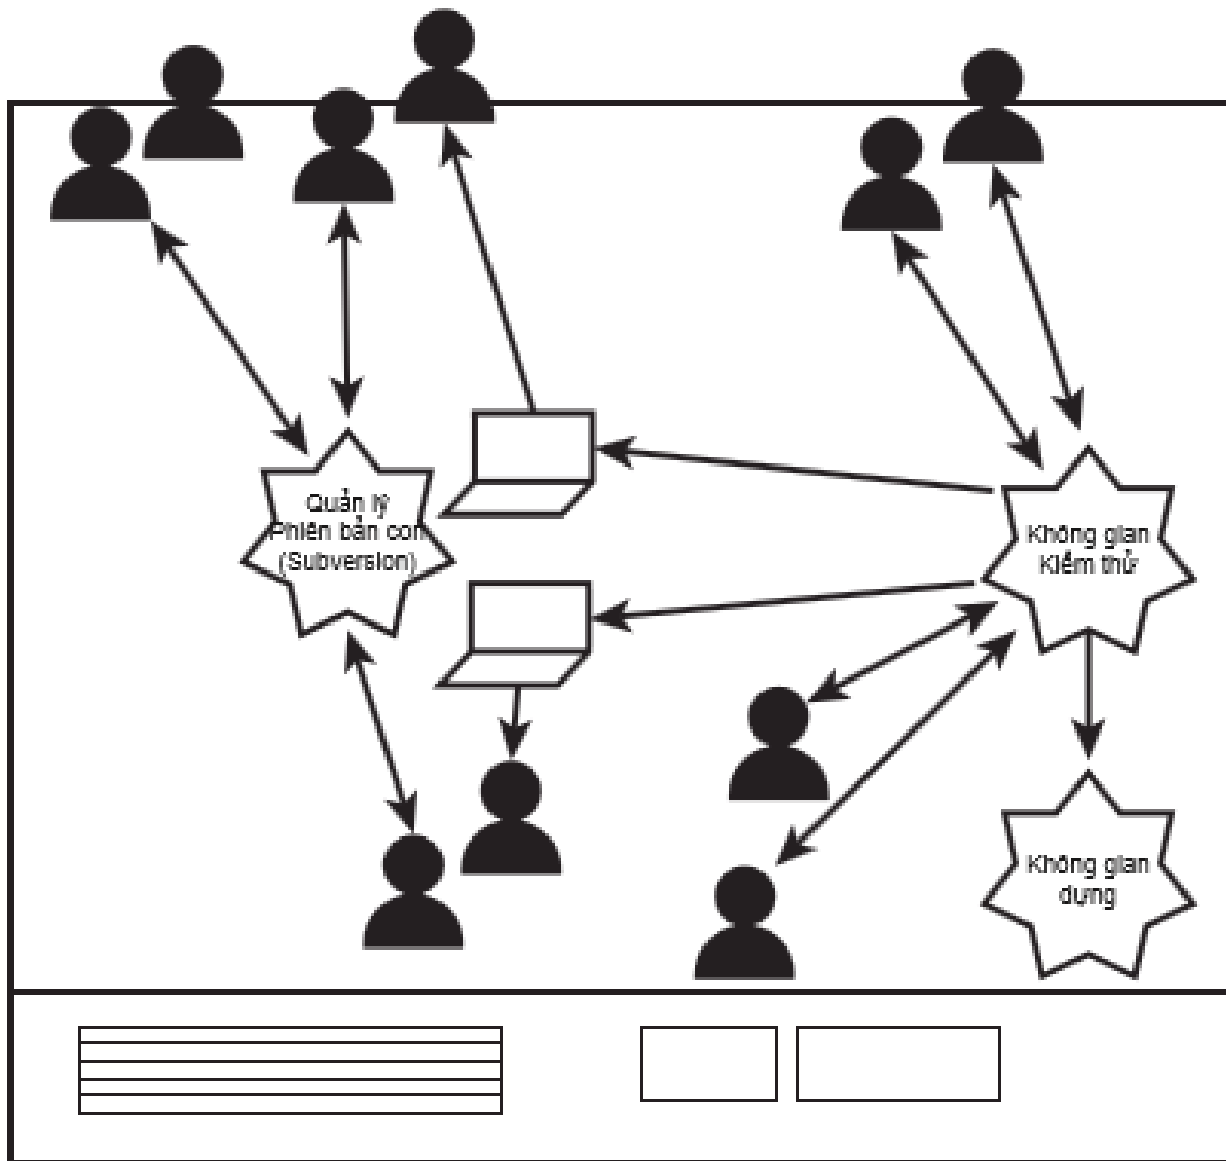 Quản lý
Phiên bản con
(Subversion)
Không gian
Kiểm thử
Không gian
dựng